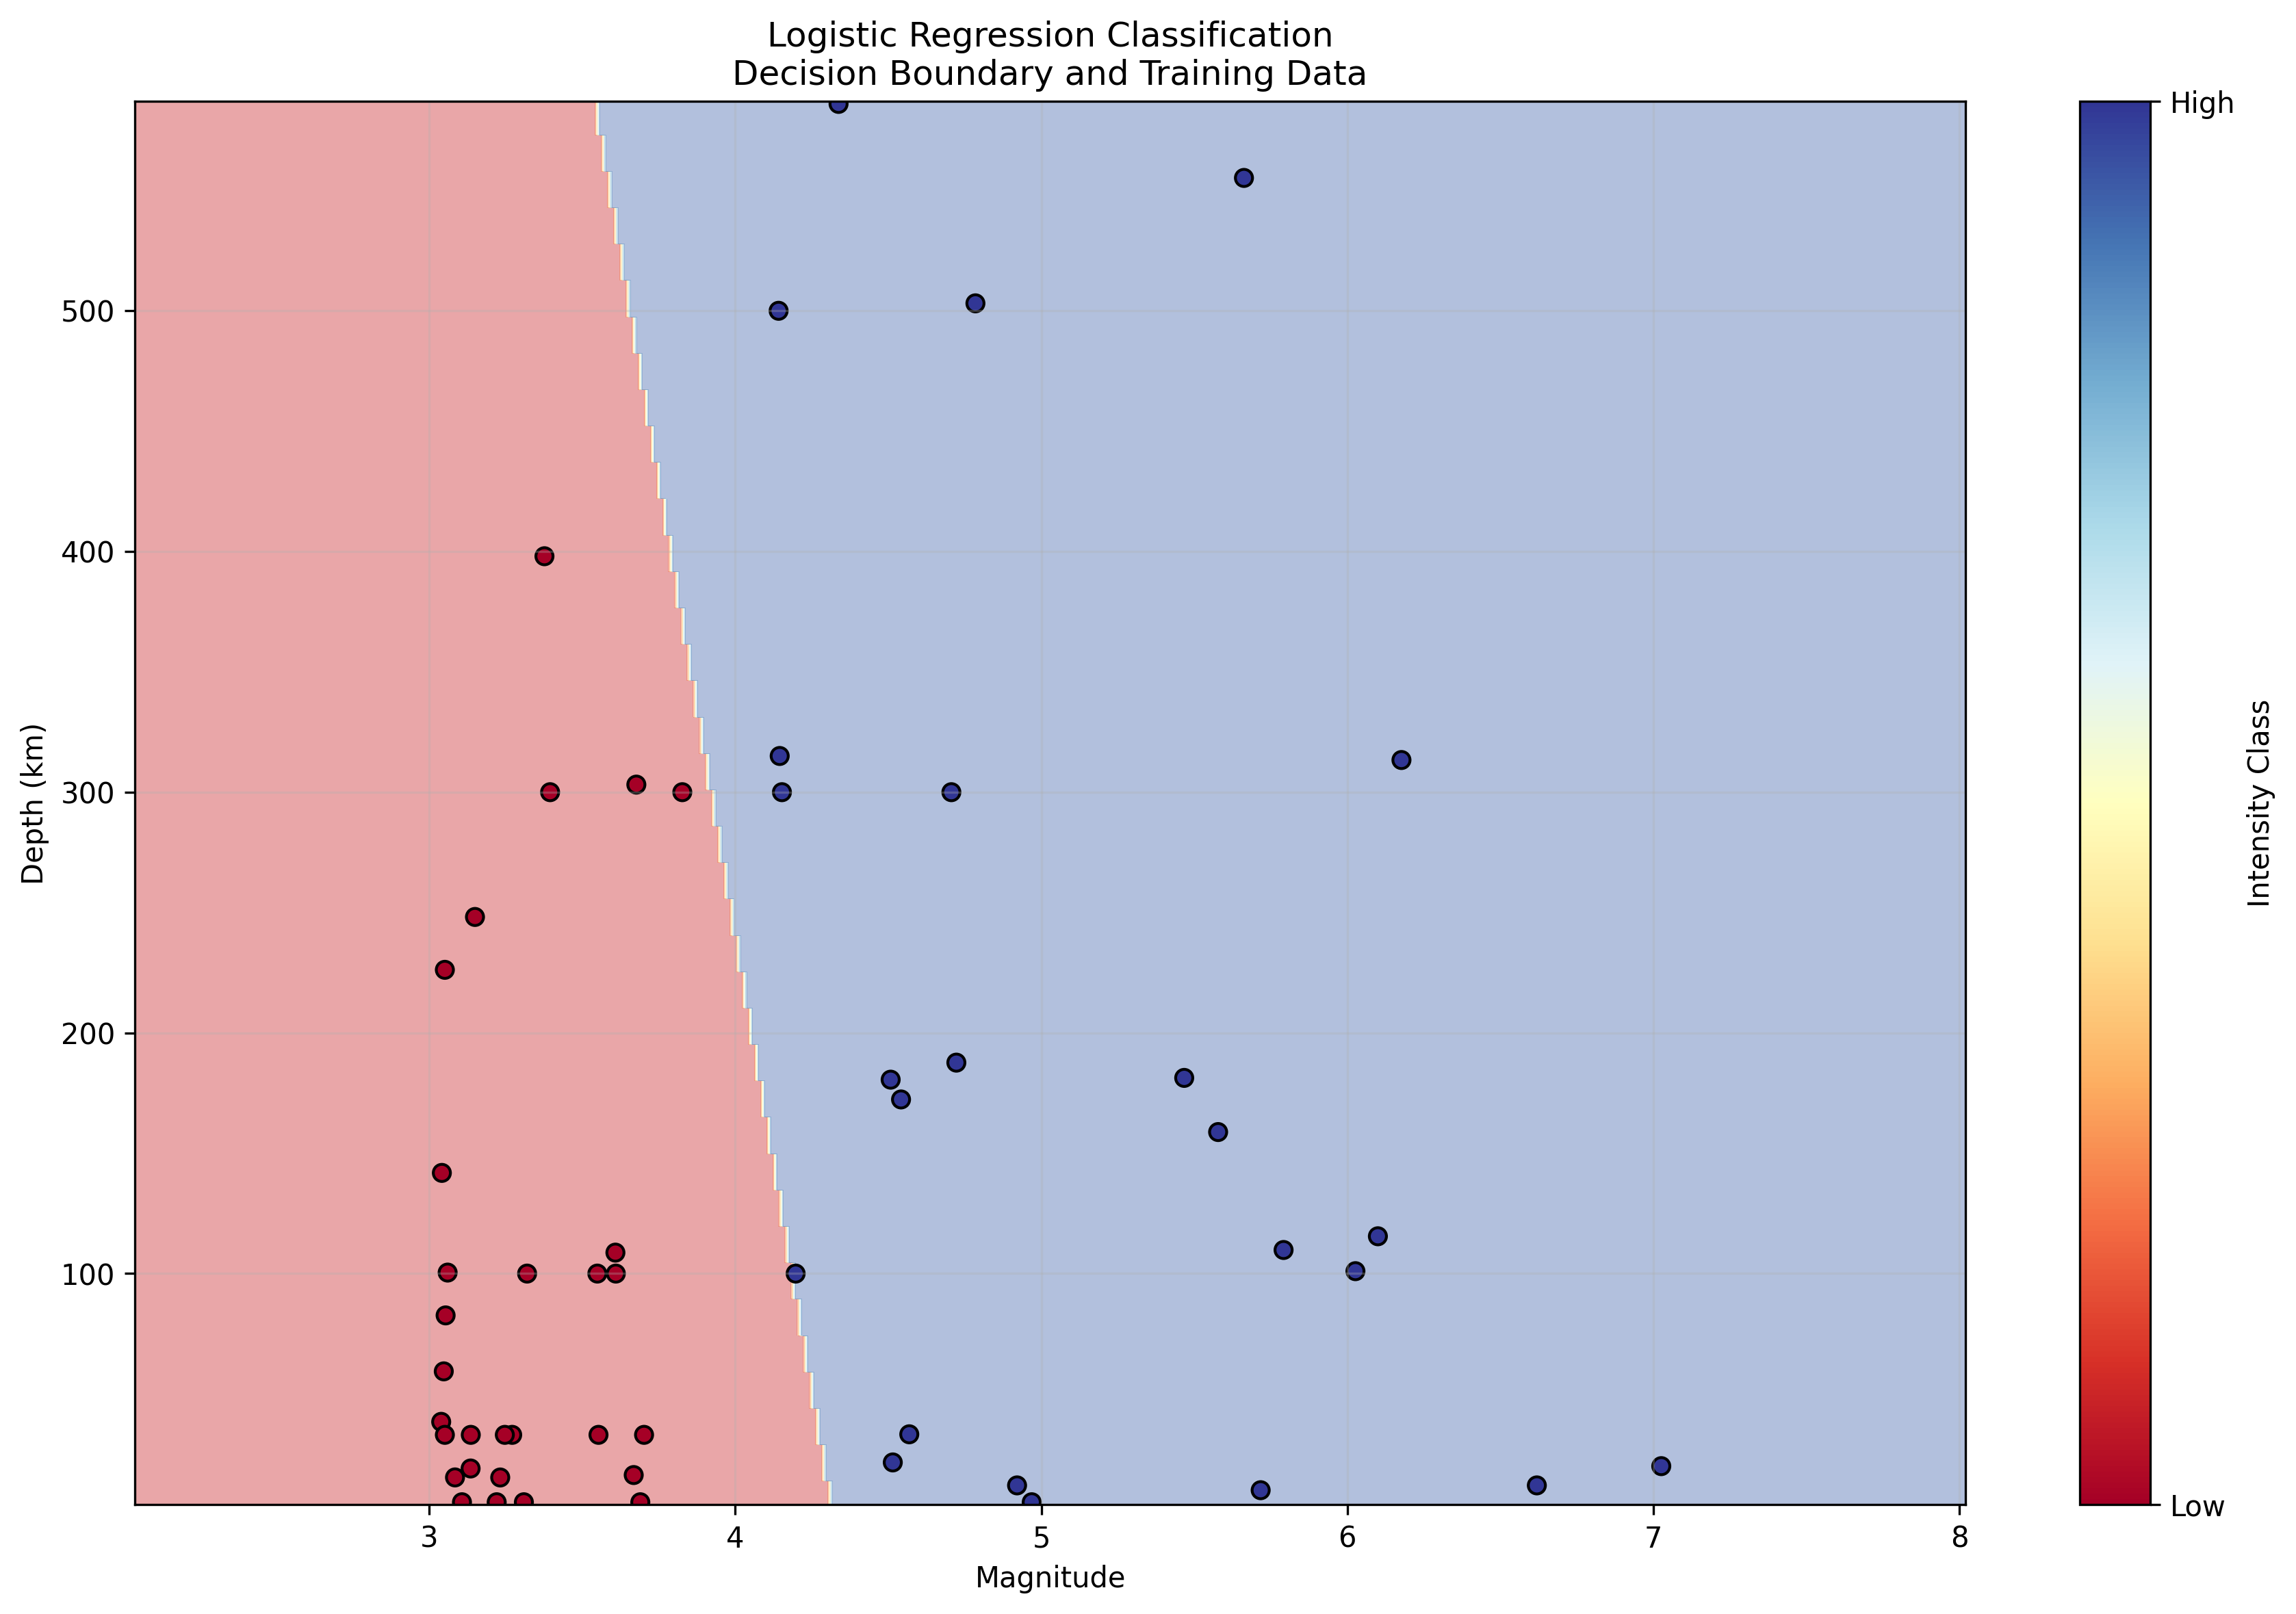 Logistic Regression Classification
Decision Boundary and Training Data
High
500
400
300
200
100
Depth (km)
Intensity Class
Low
3 4 5 6 7 8
Magnitude